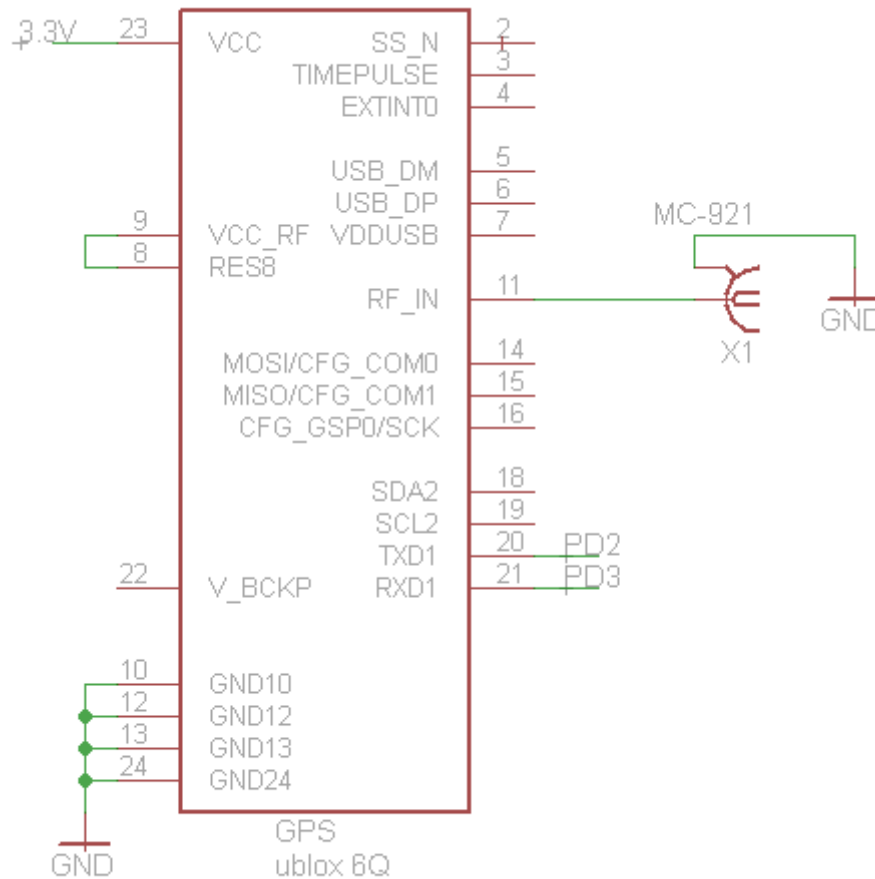 3.3V 23 VCC SS_N 2
TIMEPULSE 3
EXTINT0 4
USB_DM 5
USB_DP 6
MC-921
9 VCC_RF VDDUSB 7
8 RES8
RF_IN 11
GND
X1
MOSI/CFG_COM0 14
MISO/CFG_COM1 15
CFG_GSP0/SCK 16
SDA2 18
SCL2 19
TXD1 20 PD2
22 V_BCKP RXD1 21 PD3
10 GND10
12 GND12
13 GND13
24 GND24
GND
GPS
ublox 6Q